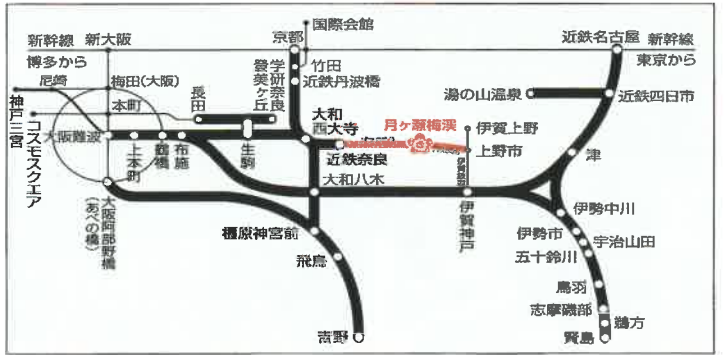 国際会館
新幹線
新大阪
京都
近鉄名古屋
新幹線
博多から
東京から
尼崎
梅田(大阪)
長田
学研奈良
登美ヶ丘
竹田
近鉄丹波橋
湯の山温泉
近鉄四日市
神戸三宮
コスモスクエア
本町
大阪難波
上本町
鶴橋
布施
生駒
大和
西大寺
月ヶ瀬梅渓
近鉄奈良
伊賀上野
上野市
津
大和八木
伊賀神戸
大阪阿部野橋
(あべの橋)
橿原神宮前
飛鳥
吉野
伊勢中川
伊勢市
宇治山田
五十鈴川
鳥羽
志摩磯部
鵜方
賢島